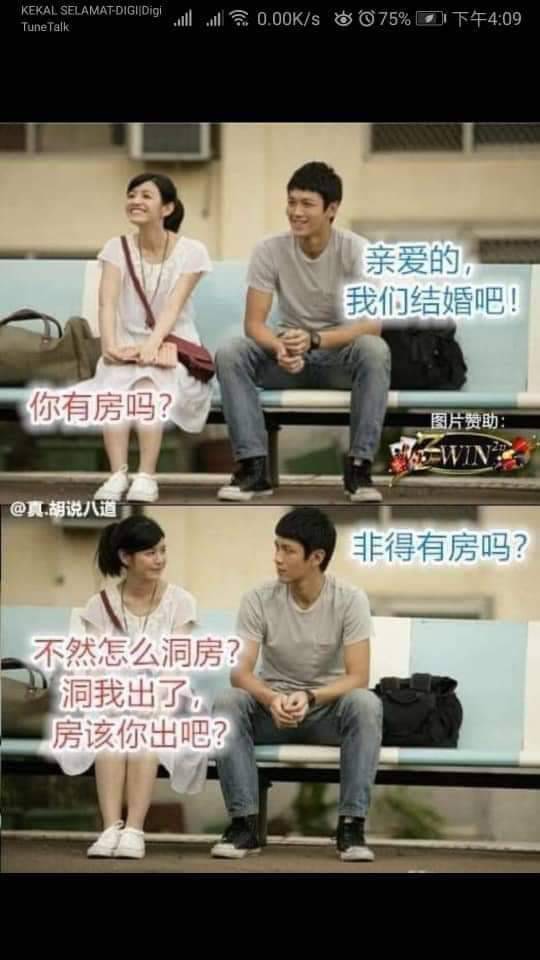 KEKAL SELAMAT-DIGI|Digi
TuneTalk
0.00K/s
75%
下午4:09
亲爱的，
我们结婚吧！
你有房吗？
图片赞助：
WIN
@真.胡说八道
非得有房吗？
不然怎么洞房？
洞我出了，
房该你出吧？